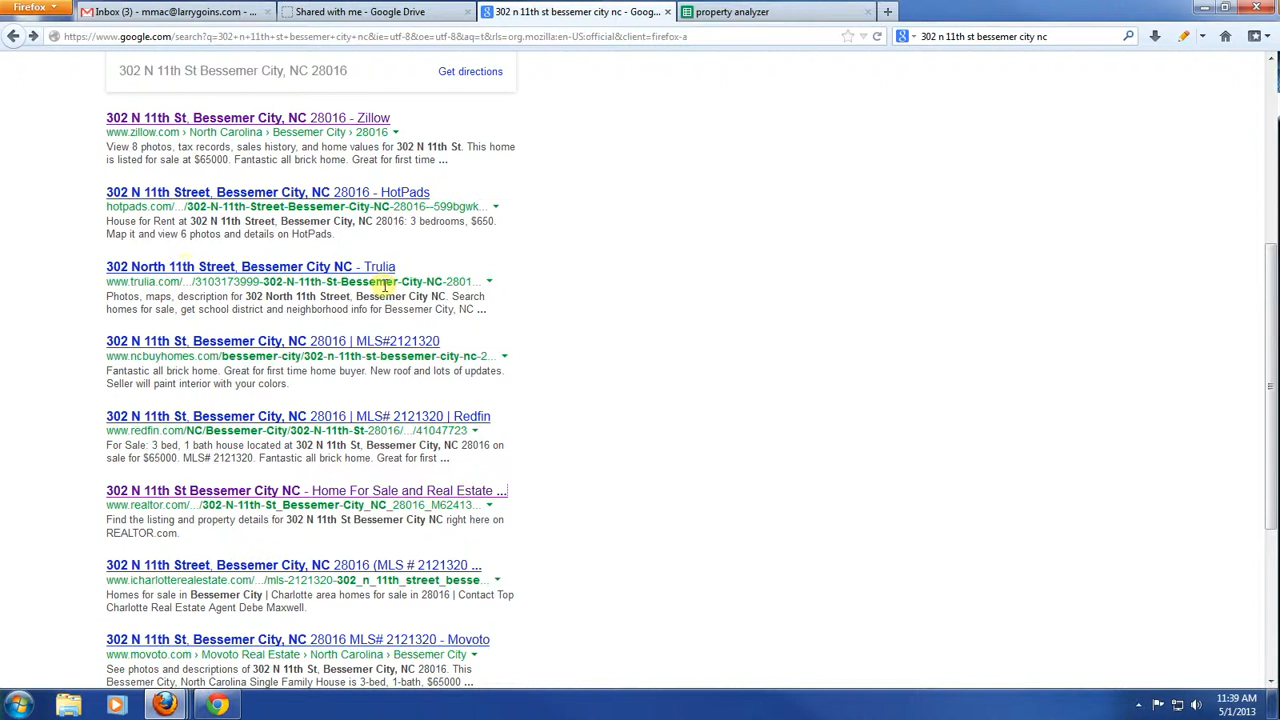 Firefox
Inbox (3) - mmac@larrygoins.com - ...
Shared with me - Google Drive
302 n 11th st bessemer city nc - Goog...
property analyzer
https://www.google.com/search?q=302+n+11th+st+bessemer+city+nc&ie=utf-8&oe=utf-8&aq=t&rls=org.mozilla:en-US:official&client=firefox-a
302 n 11 st bessemer city nc
302 N 11th St Bessemer City, NC 28016
Get directions
302 N 11th St, Bessemer City, NC 28016 - Zillow
www.zillow.com › North Carolina › Bessemer City › 28016
View 8 photos, tax records, sales history, and home values for 302 N 11th St. This home
is listed for sale at $65000. Fantastic all brick home. Great for first time ...
302 N 11th Street, Bessemer City, NC 28016 - HotPads
hotpads.com/.../302-N-11th-Street-Bessemer-City-NC-28016--599bgwk...
House for Rent at 302 N 11th Street, Bessemer City, NC 28016: 3 bedrooms, $650.
Map it and view 6 photos and details on HotPads.
302 North 11th Street, Bessemer City NC - Trulia
www.trulia.com/.../3103173999-302-N-11th-St-Bessemer-City-NC-2801...
Photos, maps, description for 302 North 11th Street, Bessemer City NC. Search
homes for sale, get school district and neighborhood info for Bessemer City, NC ...
302 N 11th St, Bessemer City, NC 28016 | MLS#2121320
www.ncbuyhomes.com/bessemer-city/302-n-11th-st-bessemer-city-nc-2...
Fantastic all brick home. Great for first time home buyer. New roof and lots of updates.
Seller will paint interior with your colors.
302 N 11th St, Bessemer City, NC 28016 | MLS# 2121320 | Redfin
www.redfin.com/NC/Bessemer-City/302-N-11th-St-28016/.../41047723
For Sale: 3 bed, 1 bath house located at 302 N 11th St, Bessemer City, NC 28016 on
sale for $65000. MLS# 2121320. Fantastic all brick home. Great for first ...
302 N 11th St Bessemer City NC - Home For Sale and Real Estate ...
www.realtor.com/.../302-N-11th-St_Bessemer-City_NC_28016_M62413...
Find the listing and property details for 302 N 11th St Bessemer City NC right here on
REALTOR.com.
302 N 11th Street, Bessemer City, NC 28016 (MLS # 2121320 ...
www.icharlotterealestate.com/.../mls-2121320-302_n_11th_street_besse...
Homes for sale in Bessemer City | Charlotte area homes for sale in 28016 | Contact Top
Charlotte Real Estate Agent Debe Maxwell.
302 N 11th St, Bessemer City, NC 28016 MLS# 2121320 - Movoto
www.movoto.com › Movoto Real Estate › North Carolina › Bessemer City
See photos and descriptions of 302 N 11th St, Bessemer City, NC 28016. This
Bessemer City, North Carolina Single Family House is 3-bed, 1-bath, $65000 ...
11:39 AM
5/1/2013